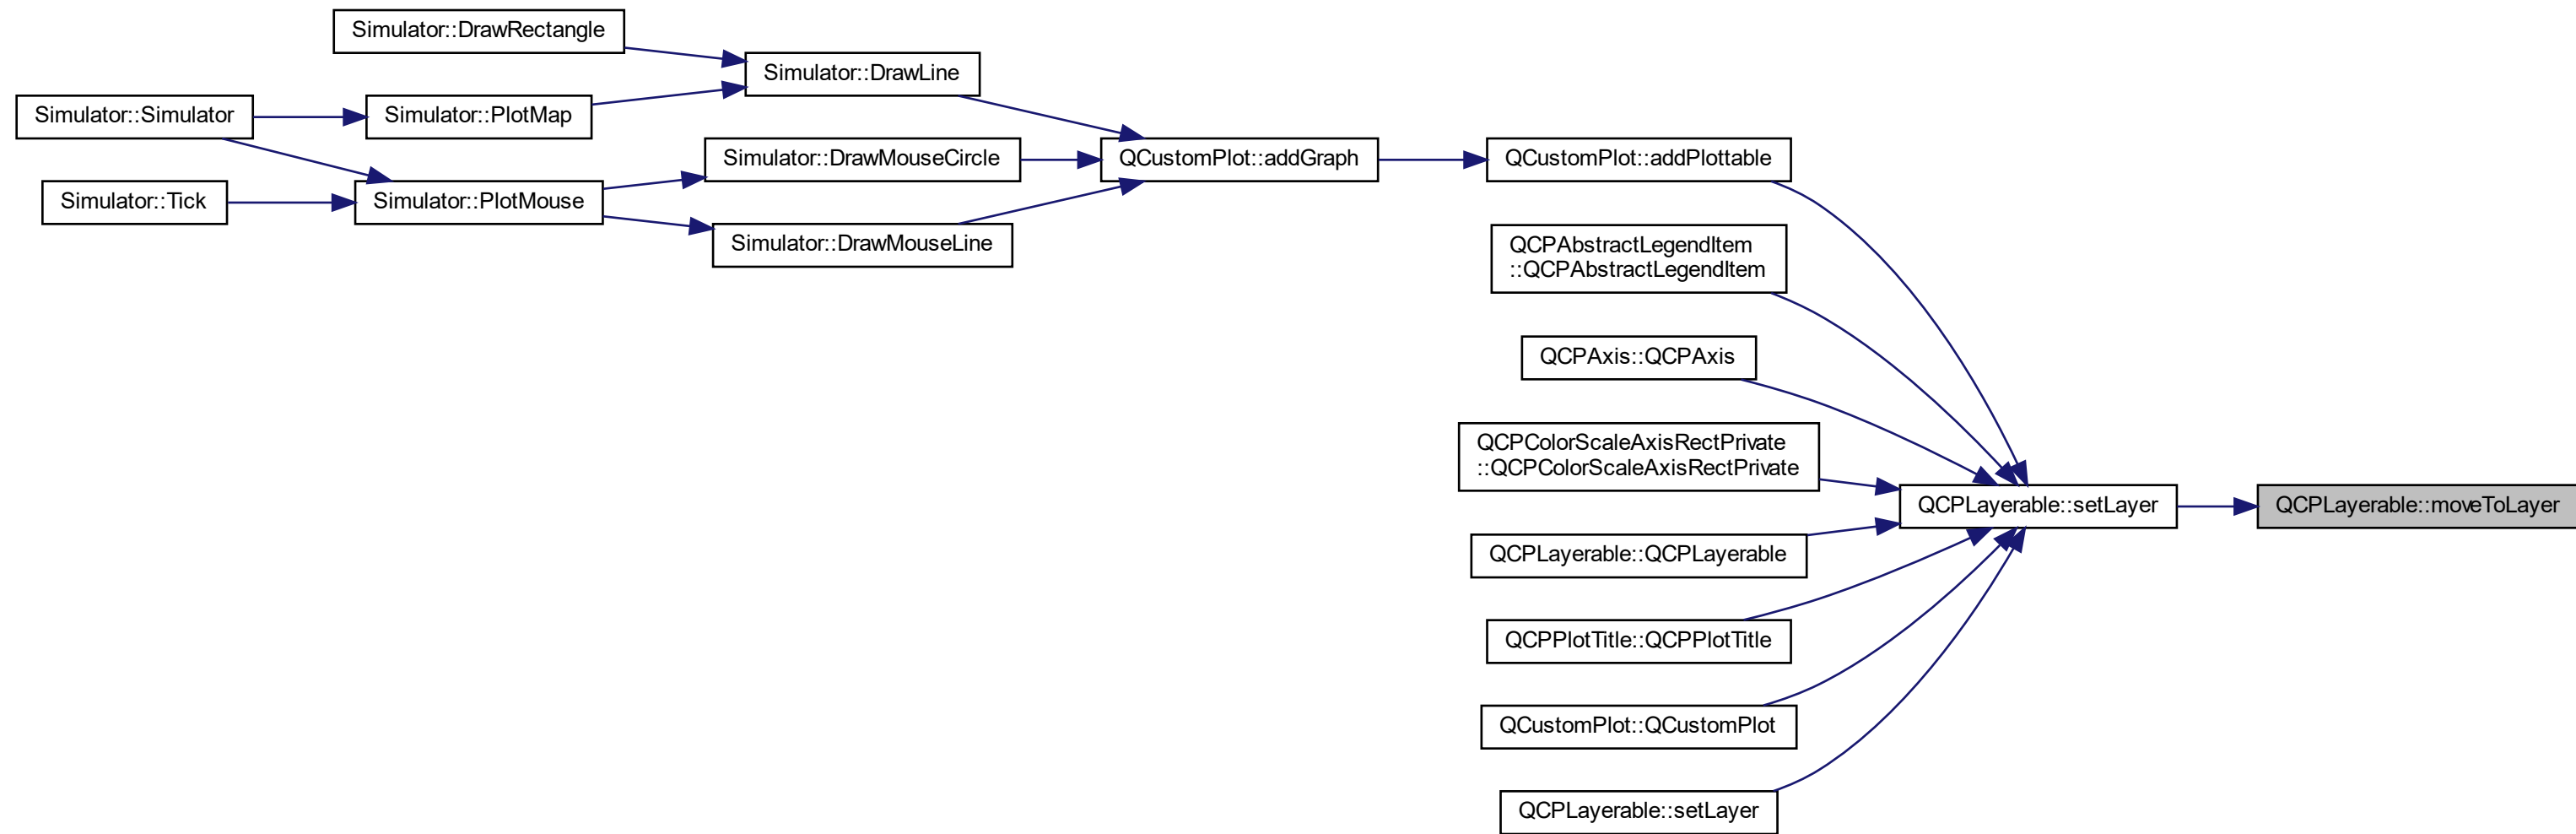 Simulator::DrawRectangle
Simulator::DrawLine
Simulator::Simulator
Simulator::PlotMap
Simulator::DrawMouseCircle
QCustomPlot::addGraph
QCustomPlot::addPlottable
Simulator::Tick
Simulator::PlotMouse
Simulator::DrawMouseLine
QCPAbstractLegendItem
::QCPAbstractLegendItem
QCPAxis::QCPAxis
QCPColorScaleAxisRectPrivate
::QCPColorScaleAxisRectPrivate
QCPLayerable::setLayer
QCPLayerable::moveToLayer
QCPLayerable::QCPLayerable
QCPPlotTitle::QCPPlotTitle
QCustomPlot::QCustomPlot
QCPLayerable::setLayer